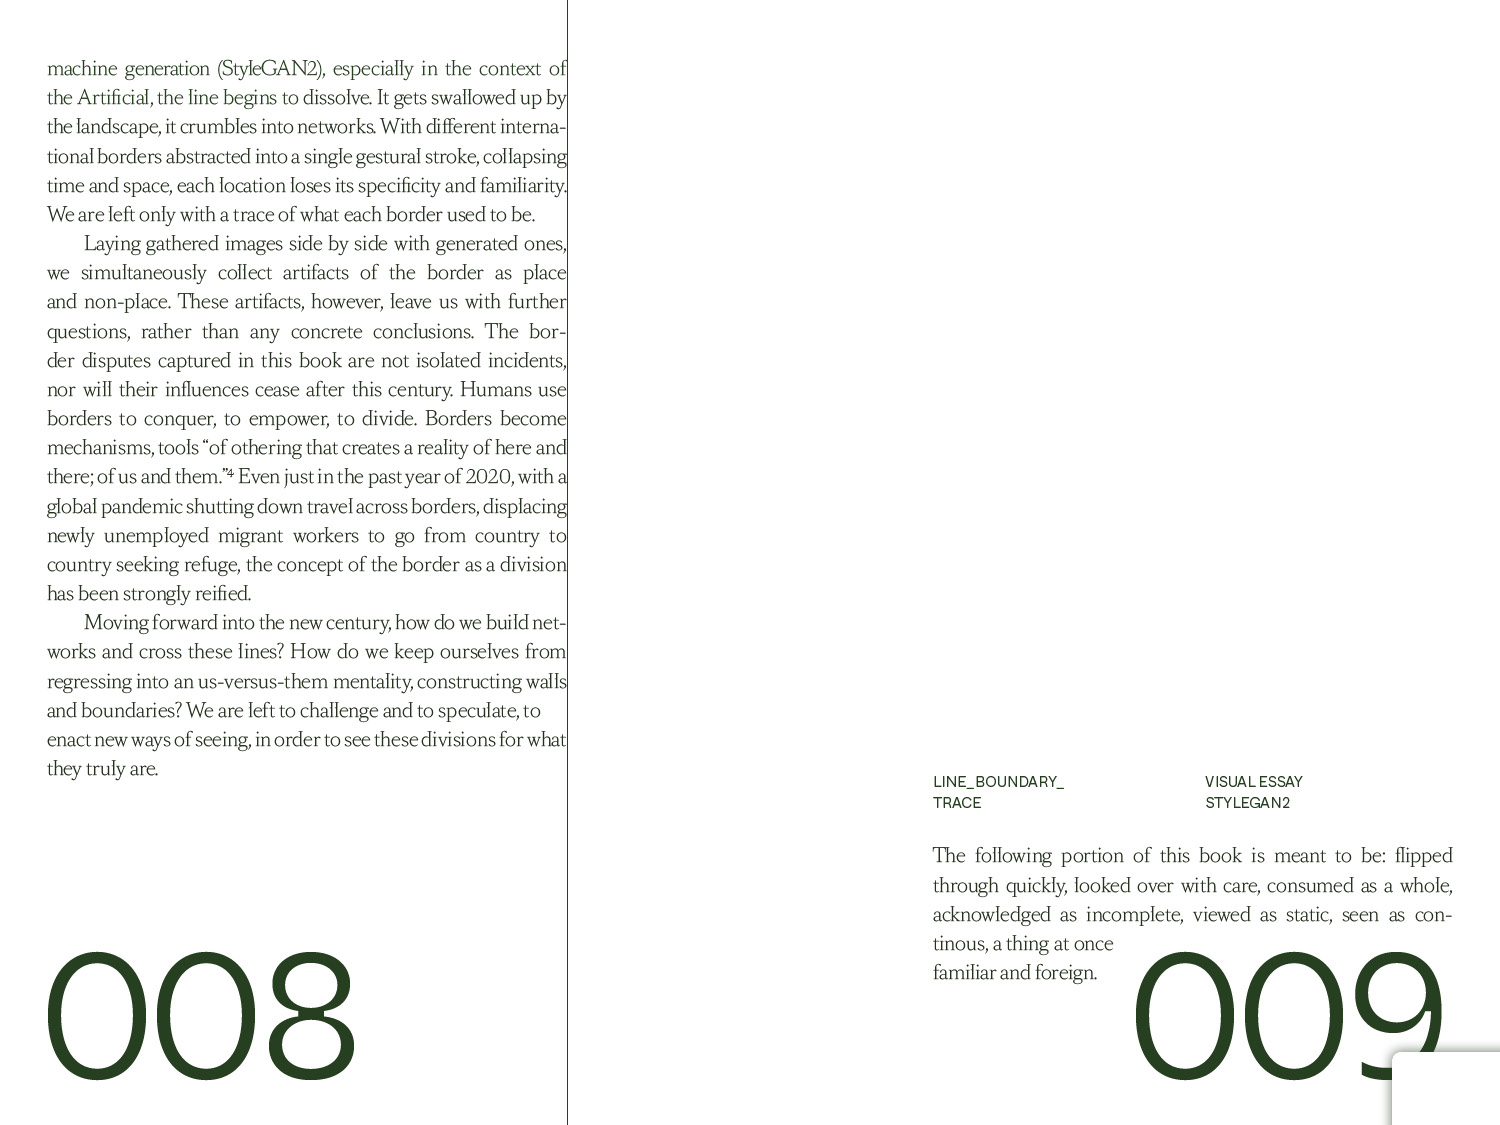 machine generation (StyleGAN2), especially in the context of
the Artificial, the line begins to dissolve. It gets swallowed up by
the landscape, it crumbles into networks. With different interna-
tional borders abstracted into a single gestural stroke, collapsing
time and space, each location loses its specificity and familiarity.
We are left only with a trace of what each border used to be.
Laying gathered images side by side with generated ones,
we simultaneously collect artifacts of the border as place
and non-place. These artifacts, however, leave us with further
questions, rather than any concrete conclusions. The bor-
der disputes captured in this book are not isolated incidents,
nor will their influences cease after this century. Humans use
borders to conquer, to empower, to divide. Borders become
mechanisms, tools “of othering that creates a reality of here and
there; of us and them.”⁴ Even just in the past year of 2020, with a
global pandemic shutting down travel across borders, displacing
newly unemployed migrant workers to go from country to
country seeking refuge, the concept of the border as a division
has been strongly reified.
Moving forward into the new century, how do we build net-
works and cross these lines? How do we keep ourselves from
regressing into an us-versus-them mentality, constructing walls
and boundaries? We are left to challenge and to speculate, to
enact new ways of seeing, in order to see these divisions for what
they truly are.
008
LINE_BOUNDARY_
TRACE
VISUAL ESSAY
STYLEGAN2
The following portion of this book is meant to be: flipped
through quickly, looked over with care, consumed as a whole,
acknowledged as incomplete, viewed as static, seen as con-
tinous, a thing at once
familiar and foreign.
009